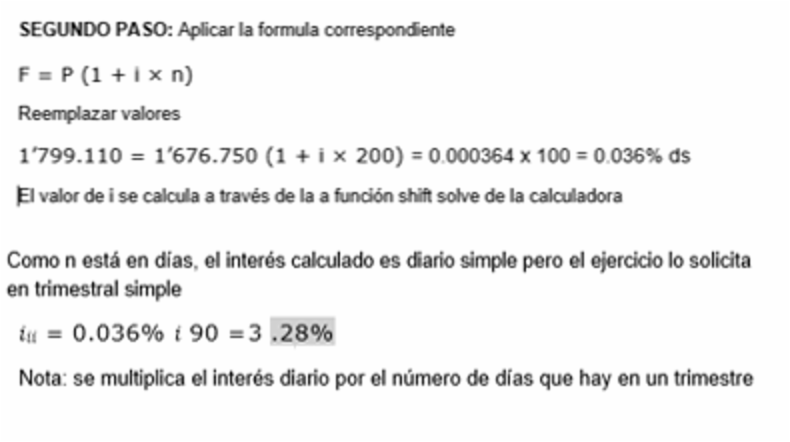 SEGUNDO PASO: Aplicar la formula correspondiente
F = P (1 + i × n)
Reemplazar valores
1'799.110 = 1'676.750 (1 + i × 200) = 0.000364 x 100 = 0.036% ds
El valor de i se calcula a través de la a función shift solve de la calculadora
Como n está en días, el interés calculado es diario simple pero el ejercicio lo solicita
en trimestral simple
= 0.036% i 90 =3 .28%
Nota: se multiplica el interés diario por el número de días que hay en un trimestre